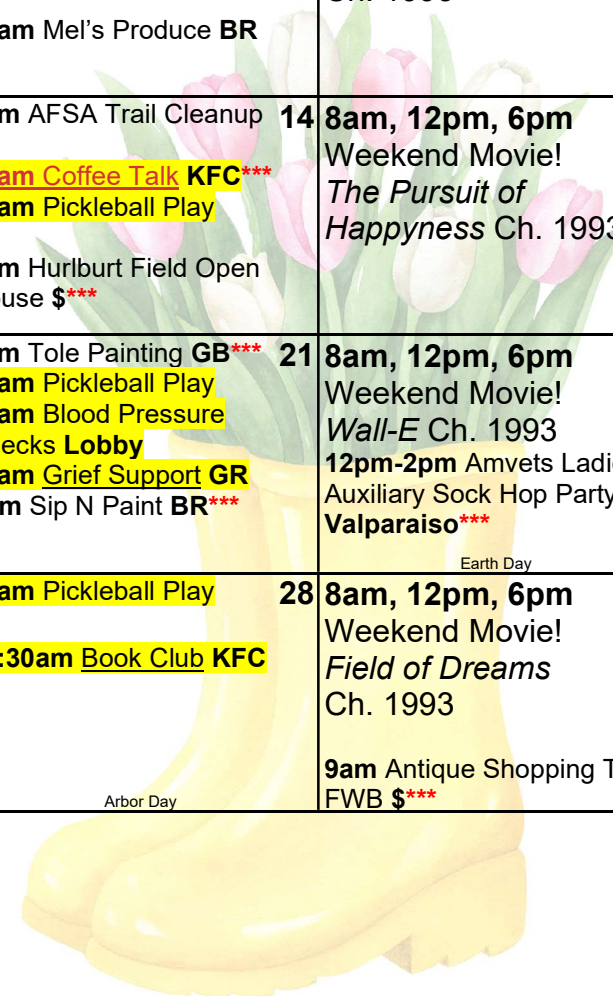 am Mel's Produce BR
m AFSA Trail Cleanup 14
am Coffee Talk KFC***
am Pickleball Play
m Hurlburt Field Open
use $***
8am, 12pm, 6pm
Weekend Movie!
The Pursuit of
Happyness Ch. 1993
m Tole Painting GB*** 21
am Pickleball Play
am Blood Pressure
ecks Lobby
am Grief Support GR
m Sip N Paint BR***
8am, 12pm, 6pm
Weekend Movie!
Wall-E Ch. 1993
12pm-2pm Amvets Ladi
Auxiliary Sock Hop Party
Valparaiso***
Earth Day
am Pickleball Play 28
:30am Book Club KFC
Arbor Day
8am, 12pm, 6pm
Weekend Movie!
Field of Dreams
Ch. 1993
9am Antique Shopping T
FWB $***